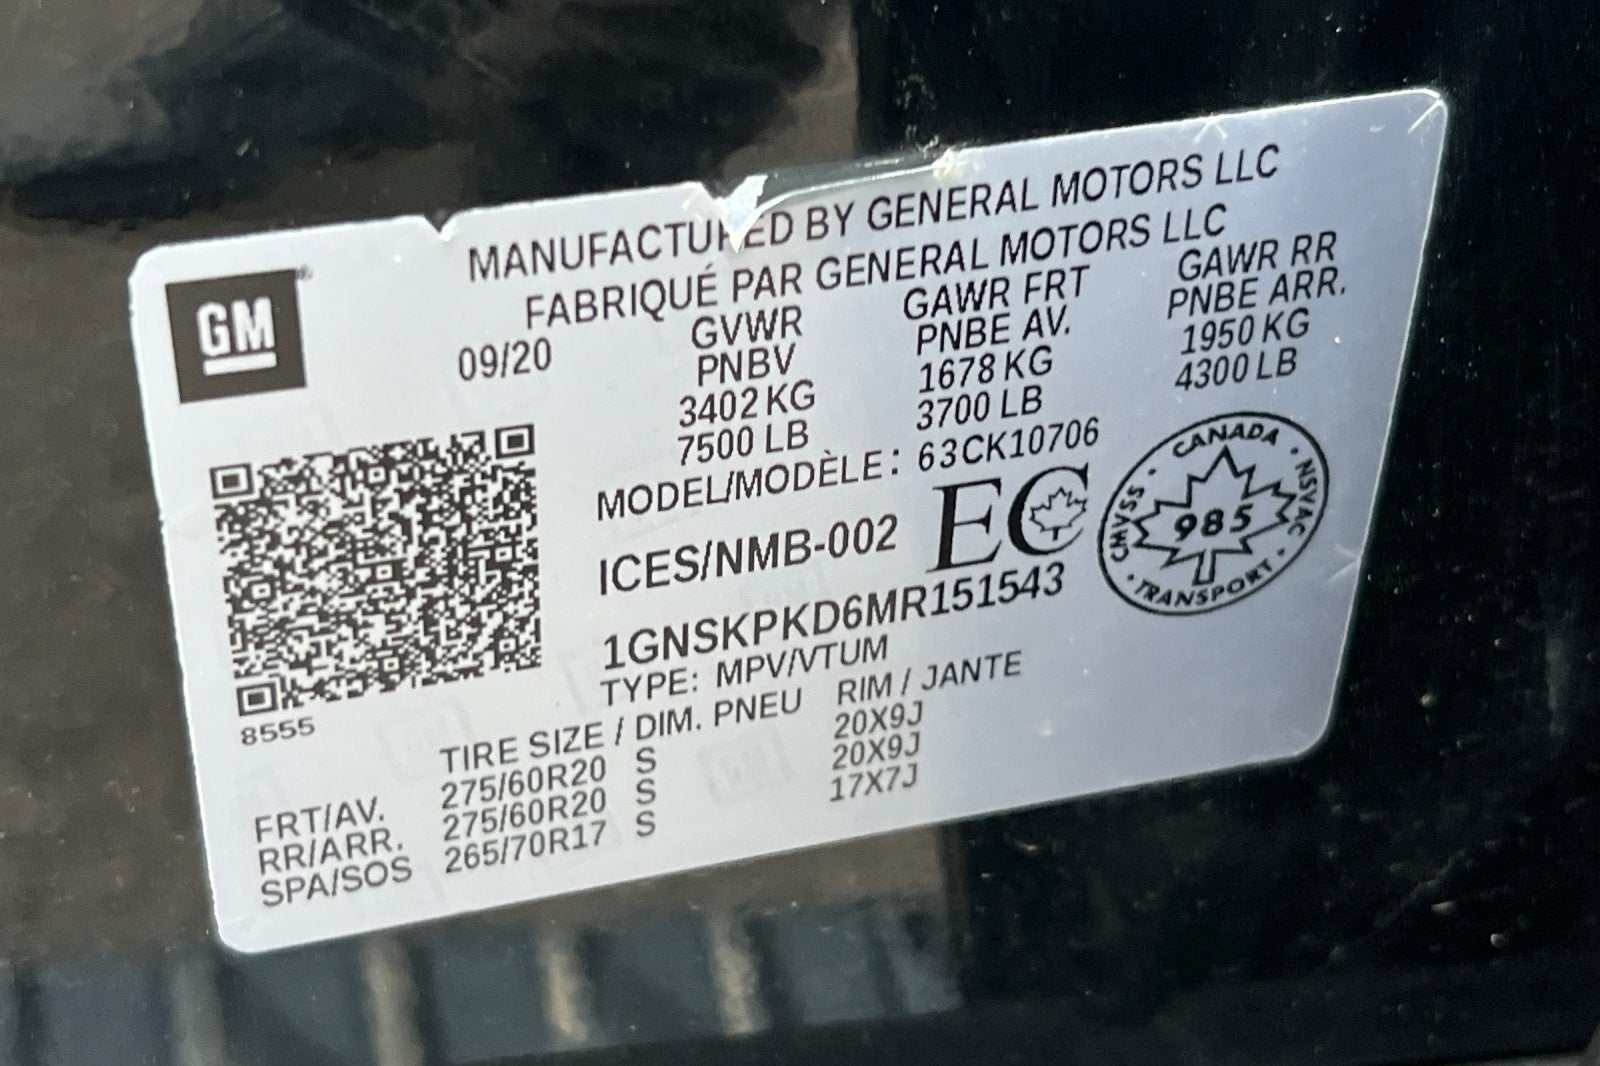 MANUFACTURED BY GENERAL MOTORS LLC
FABRIQUÉ PAR GENERAL MOTORS LLC
GM
09/20
GVWR GAWR FRT GAWR RR
PNBV PNBE AV. PNBE ARR.
3402 KG 1678 KG 1950 KG
7500 LB 3700 LB 4300 LB
MODEL/MODÈLE: 63CK10706
ICES/NMB-002 EC
CANADA · NSVAC · TRANSPORT · CMVSS ·
985
1GNSKPKD6MR151543
TYPE: MPV/VTUM
8555
TIRE SIZE / DIM. PNEU RIM / JANTE
FRT/AV. 275/60R20 S 20X9J
RR/ARR. 275/60R20 S 20X9J
SPA/SOS 265/70R17 S 17X7J